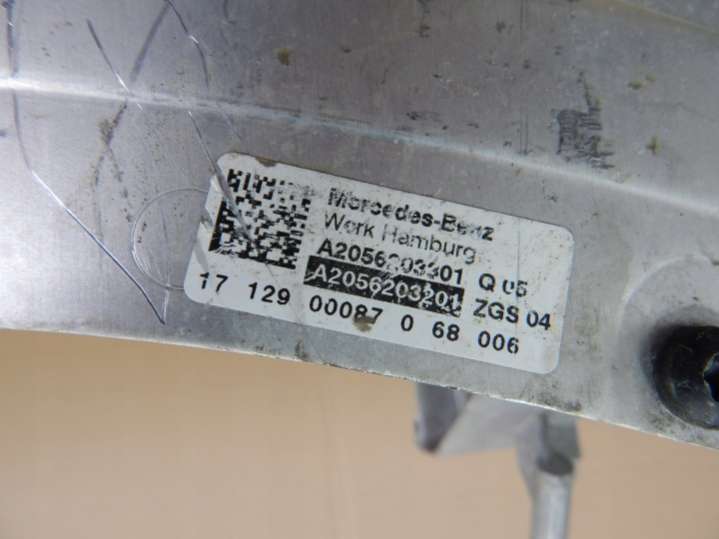 Mercedes-Benz
Werk Hamburg
A2056203301 Q 05
A2056203201 ZGS 04
17 129 00087 0 68 006